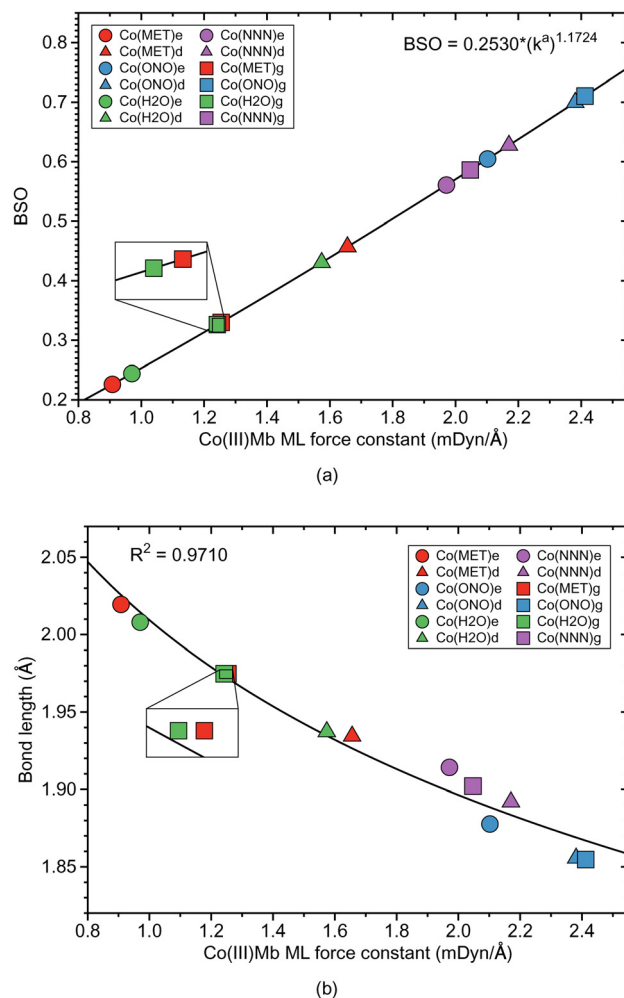 Co(MET)e Co(NNN)e
Co(MET)d Co(NNN)d
Co(ONO)e Co(MET)g
Co(ONO)d Co(ONO)g
Co(H2O)e Co(H2O)g
Co(H2O)d Co(NNN)g
BSO = 0.2530*(kᵃ)¹·¹⁷²⁴
0.8
0.7
0.6
0.5
0.4
0.3
0.2
BSO
0.8 1.0 1.2 1.4 1.6 1.8 2.0 2.2 2.4
Co(III)Mb ML force constant (mDyn/Å)
(a)
R² = 0.9710
Co(MET)e Co(NNN)e
Co(MET)d Co(NNN)d
Co(ONO)e Co(MET)g
Co(ONO)d Co(ONO)g
Co(H2O)e Co(H2O)g
Co(H2O)d Co(NNN)g
2.05
2.00
1.95
1.90
1.85
Bond length (Å)
0.8 1.0 1.2 1.4 1.6 1.8 2.0 2.2 2.4
Co(III)Mb ML force constant (mDyn/Å)
(b)